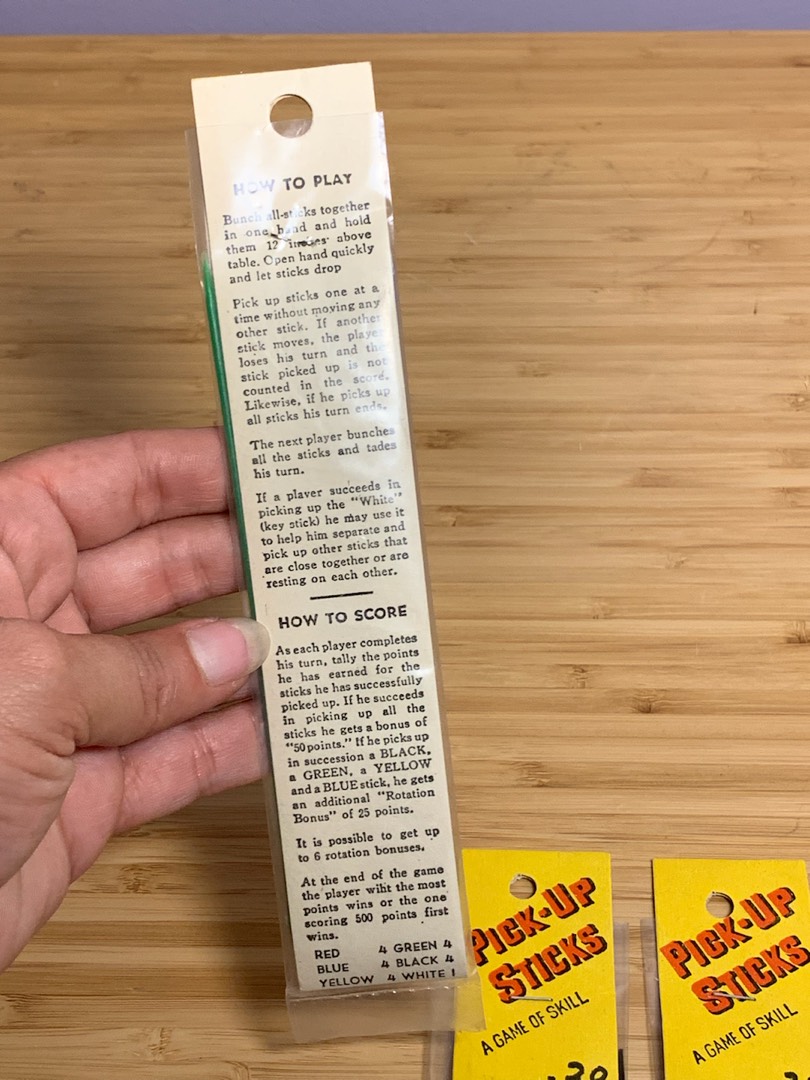 HOW TO PLAY
Bunch all sticks together
in one hand and hold
them 12 inches above
table. Open hand quickly
and let sticks drop
Pick up sticks one at a
time without moving any
other stick. If another
stick moves, the player
loses his turn and the
stick picked up is not
counted in the score.
Likewise, if he picks up
all sticks his turn ends.
The next player bunches
all the sticks and tades
his turn.
If a player succeeds in
picking up the "White"
(key stick) he may use it
to help him separate and
pick up other sticks that
are close together or are
resting on each other.
HOW TO SCORE
As each player completes
his turn, tally the points
he has earned for the
sticks he has successfully
picked up. If he succeeds
in picking up all the
sticks he gets a bonus of
"50 points." If he picks up
in succession a BLACK,
a GREEN, a YELLOW
and a BLUE stick, he gets
an additional "Rotation
Bonus" of 25 points.
It is possible to get up
to 6 rotation bonuses.
At the end of the game
the player wiht the most
points wins or the one
scoring 500 points first
wins.
RED 4 GREEN 4
BLUE 4 BLACK 4
YELLOW 4 WHITE 1
PICK-UP
STICKS
A GAME OF SKILL
PICK-UP
STICKS
A GAME OF SKILL